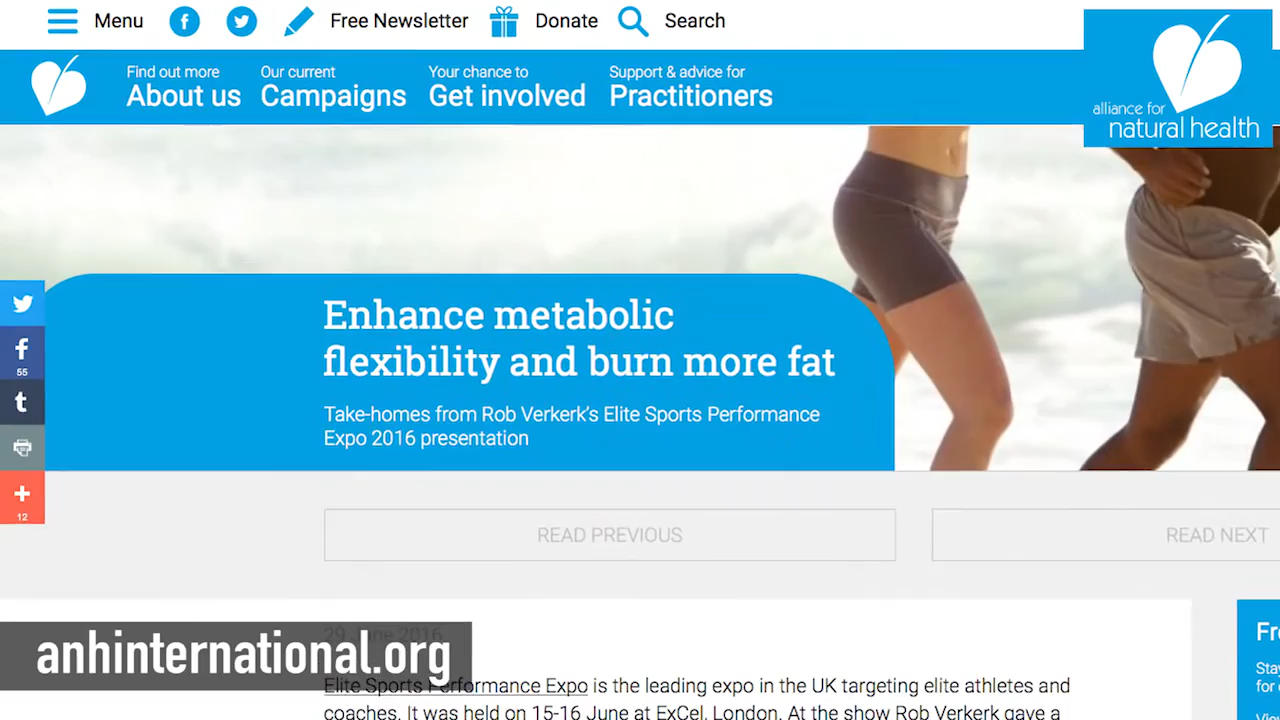 Menu
Free Newsletter
Donate
Search
Find out more
About us
Our current
Campaigns
Your chance to
Get involved
Support & advice for
Practitioners
alliance for
natural health
Enhance metabolic
flexibility and burn more fat
Take-homes from Rob Verkerk's Elite Sports Performance
Expo 2016 presentation
55
12
READ PREVIOUS
READ NEXT
29 June 2016
anhinternational.org
Elite Sports Performance Expo is the leading expo in the UK targeting elite athletes and
coaches. It was held on 15-16 June at ExCel, London. At the show Rob Verkerk gave a
for